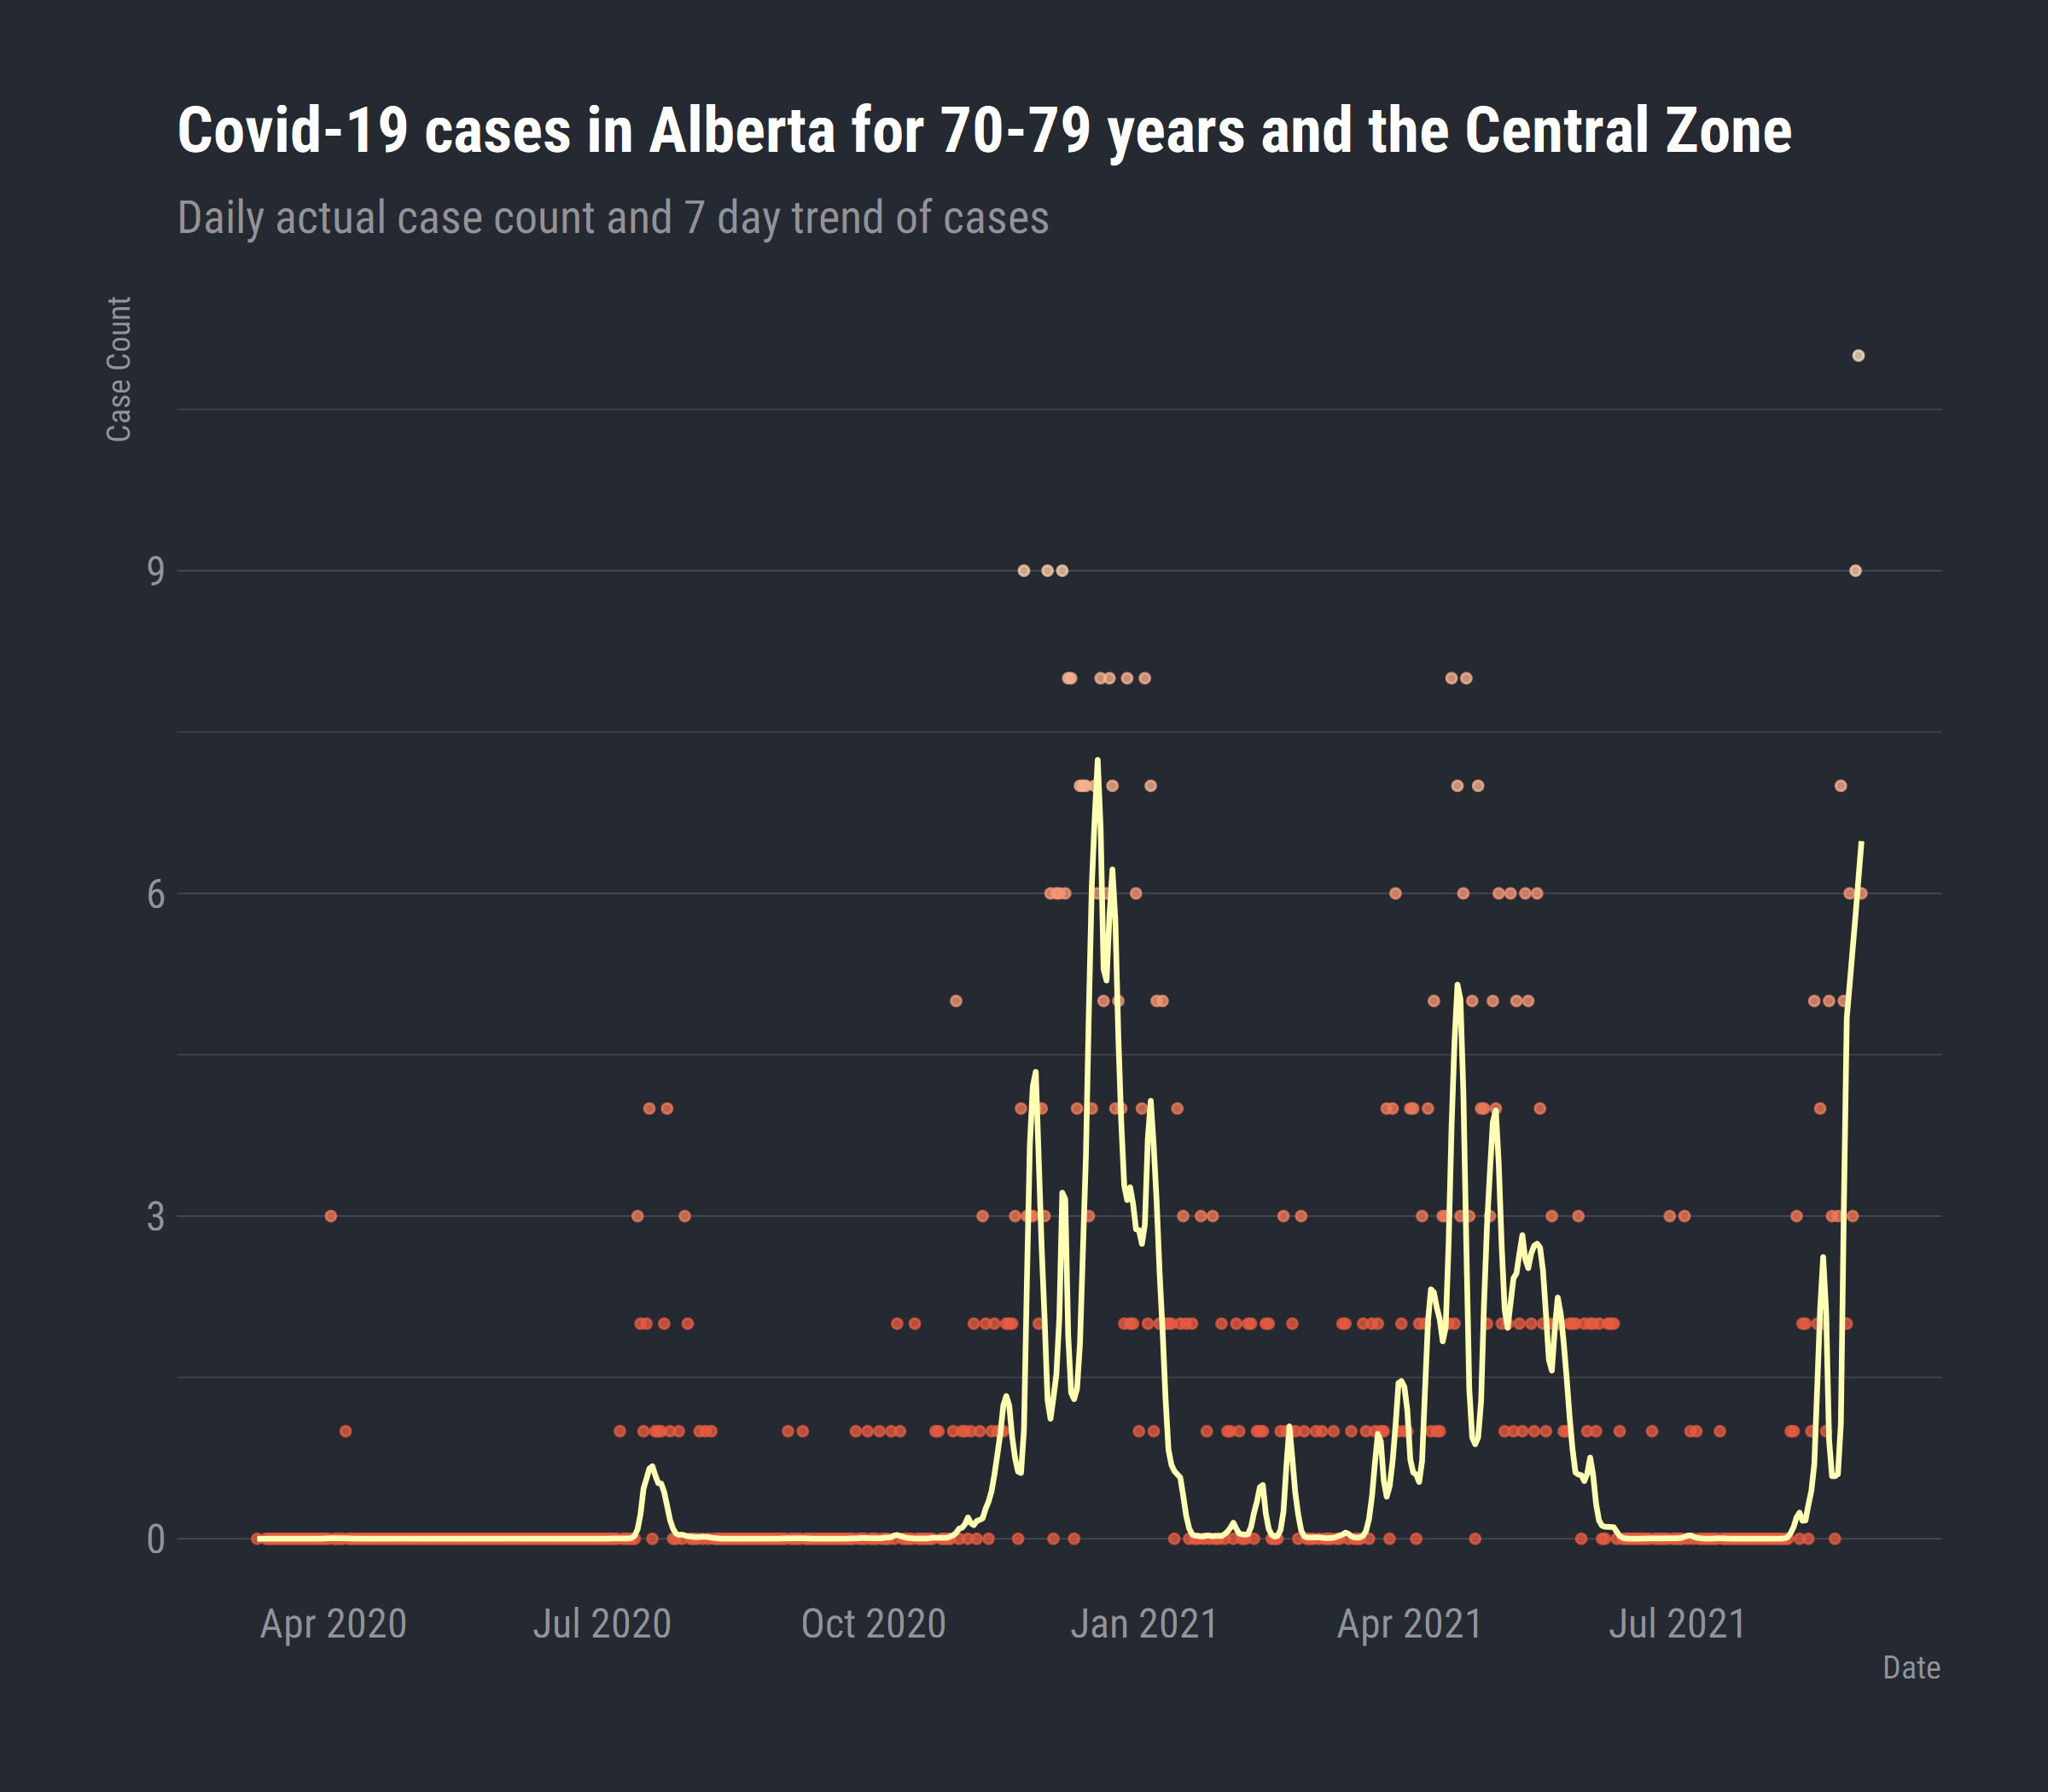 Covid-19 cases in Alberta for 70-79 years and the Central Zone
Daily actual case count and 7 day trend of cases
Case Count
9
6
3
0
Apr 2020 Jul 2020 Oct 2020 Jan 2021 Apr 2021 Jul 2021
Date